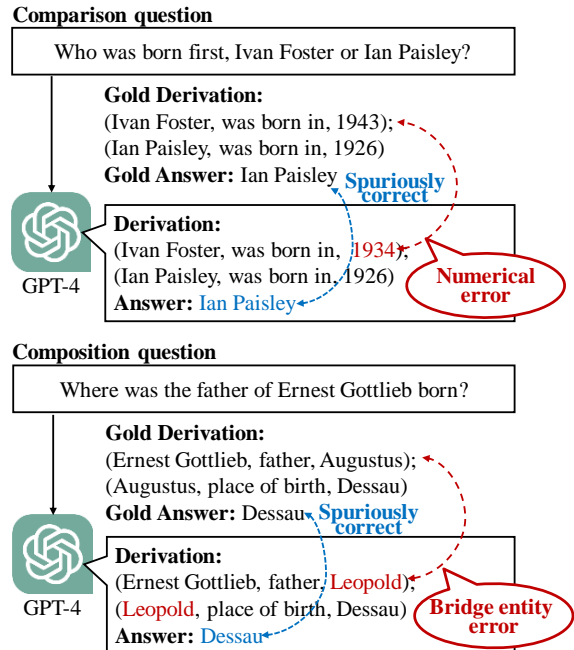 Comparison question
Who was born first, Ivan Foster or Ian Paisley?
Gold Derivation:
(Ivan Foster, was born in, 1943);
(Ian Paisley, was born in, 1926)
Gold Answer: Ian Paisley
Spuriously
correct
GPT-4
Derivation:
(Ivan Foster, was born in, 1934);
(Ian Paisley, was born in, 1926)
Answer: Ian Paisley
Numerical
error
Composition question
Where was the father of Ernest Gottlieb born?
Gold Derivation:
(Ernest Gottlieb, father, Augustus);
(Augustus, place of birth, Dessau)
Gold Answer: Dessau
Spuriously
correct
GPT-4
Derivation:
(Ernest Gottlieb, father, Leopold);
(Leopold, place of birth, Dessau)
Answer: Dessau
Bridge entity
error